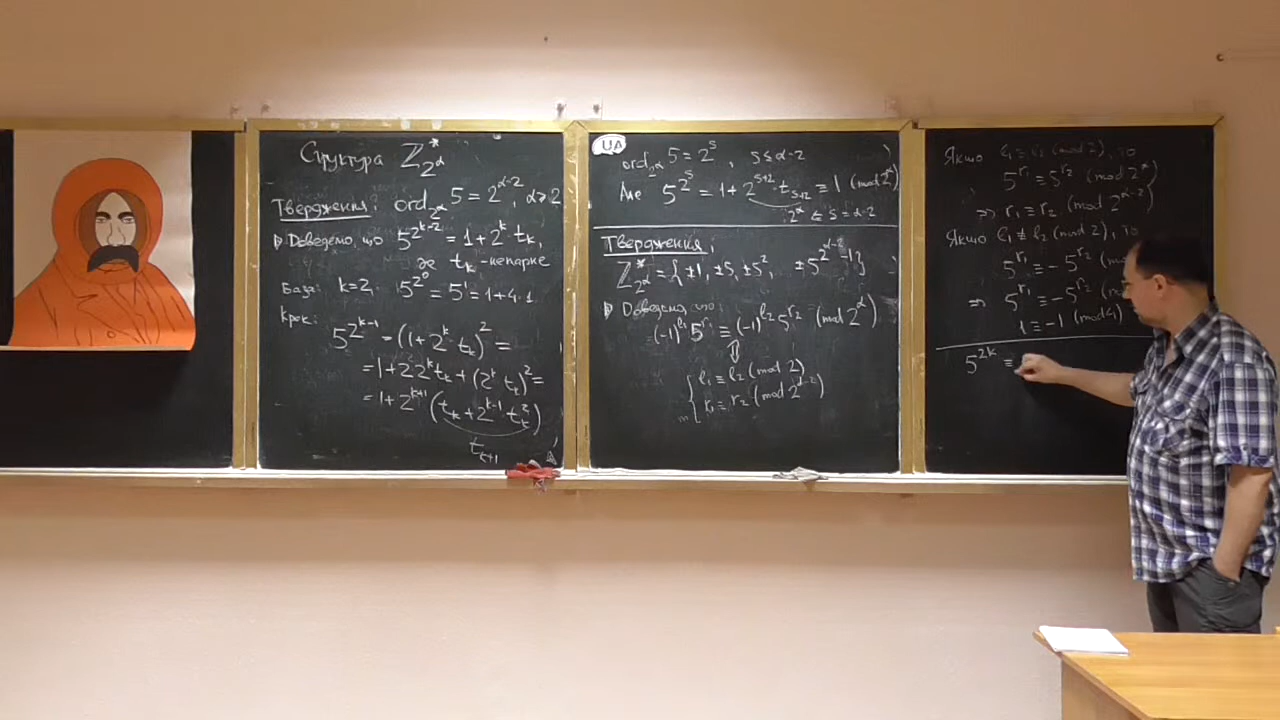 Структура ℤ*_{2^α}
Твердження: ord_{2^α} 5 = 2^{α-2}, α ≥ 2
Доведемо, що 5^{2^{k-2}} = 1 + 2^k t_k,
де t_k - непарне
База: k=2, 5^{2^0} = 5^1 = 1 + 4·1
Крок:
5^{2^{k-1}} = (1 + 2^k t_k)^2 =
= 1 + 2·2^k t_k + (2^k t_k)^2 =
= 1 + 2^{k+1} (t_k + 2^{k-1} t_k^2)
t_{k+1}
UA
ord_{2^α} 5 = 2^s, s ≤ α-2
Але 5^{2^s} = 1 + 2^{s+2} · t_{s+2} ≡ 1 (mod 2^α)
s = α-2
Твердження:
ℤ*_{2^α} = {±1, ±5, ±5^2, ±5^{2^{α-2}-1}}
Доведемо, що:
(-1)^{l_1} 5^{r_1} ≡ (-1)^{l_2} 5^{r_2} (mod 2^α)
⇕
l_1 ≡ l_2 (mod 2)
r_1 ≡ r_2 (mod 2^{α-2})
Якщо l_1 ≡ l_2 (mod 2), то
5^{r_1} ≡ 5^{r_2} (mod 2^α)
⇒ r_1 ≡ r_2 (mod 2^{α-2})
Якщо l_1 ≢ l_2 (mod 2), то
5^{r_1} ≡ - 5^{r_2} (mod
⇒ 5^{r_1} ≡ -5^{r_2} (mo
1 ≡ -1 (mod 4)
5^{2k} ≡